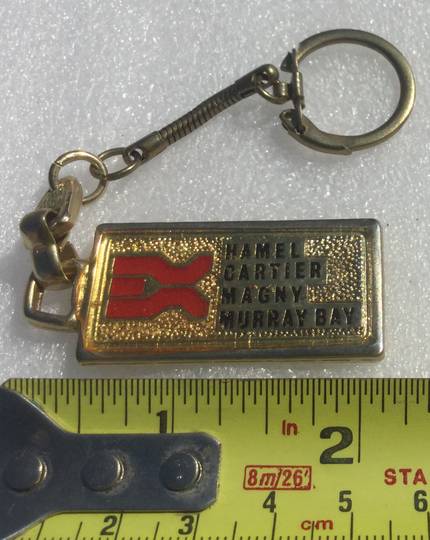 HAMEL
CARTIER
MAGNY
MURRAY BAY
1 In 2
8m/26' STA
2 3 4 5 6
cm